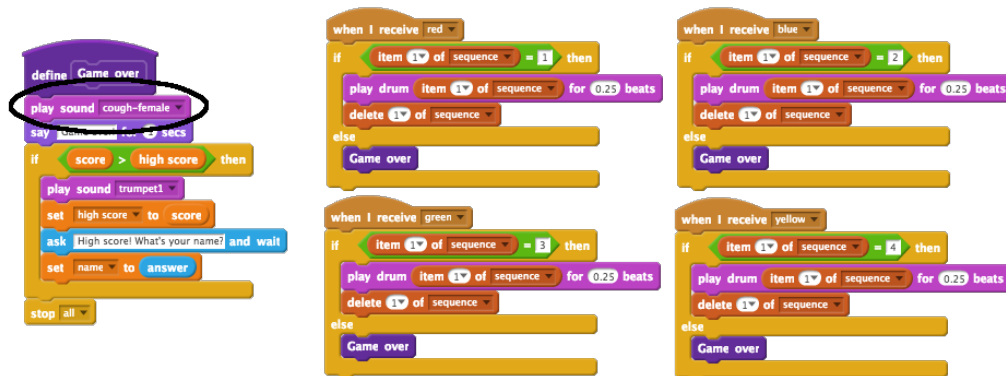 define Game over
play sound cough-female
say for secs
if score > high score then
play sound trumpet1
set high score to score
ask High score! What's your name? and wait
set name to answer
stop all
when I receive red
if item 1 of sequence = 1 then
play drum item 1 of sequence for 0.25 beats
delete 1 of sequence
else
Game over
when I receive blue
if item 1 of sequence = 2 then
play drum item 1 of sequence for 0.25 beats
delete 1 of sequence
else
Game over
when I receive green
if item 1 of sequence = 3 then
play drum item 1 of sequence for 0.25 beats
delete 1 of sequence
else
Game over
when I receive yellow
if item 1 of sequence = 4 then
play drum item 1 of sequence for 0.25 beats
delete 1 of sequence
else
Game over